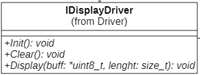 IDisplayDriver
(from Driver)
+Init(): void
+Clear(): void
+Display(buff: *uint8_t, lenght: size_t): void